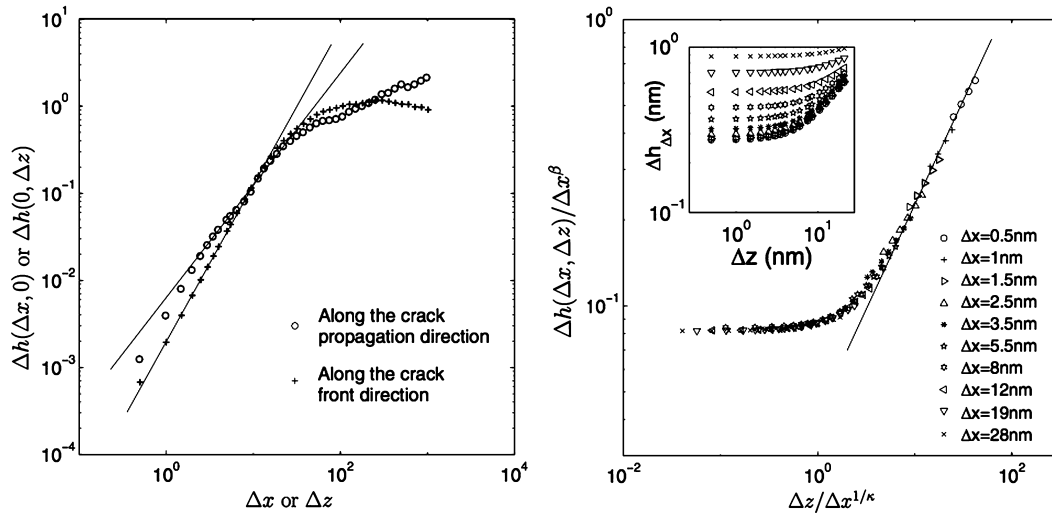 10^1
10^0
10^-1
10^-2
10^-3
10^-4
Δh(Δx, 0) or Δh(0, Δz)
Along the crack
propagation direction
Along the crack
front direction
10^0
10^2
10^4
Δx or Δz
10^0
10^-1
Δh(Δx, Δz)/Δx^β
10^0
10^-1
Δh_Δx (nm)
10^0
10^1
Δz (nm)
Δx=0.5nm
Δx=1nm
Δx=1.5nm
Δx=2.5nm
Δx=3.5nm
Δx=5.5nm
Δx=8nm
Δx=12nm
Δx=19nm
Δx=28nm
10^-2
10^0
10^2
Δz/Δx^1/κ